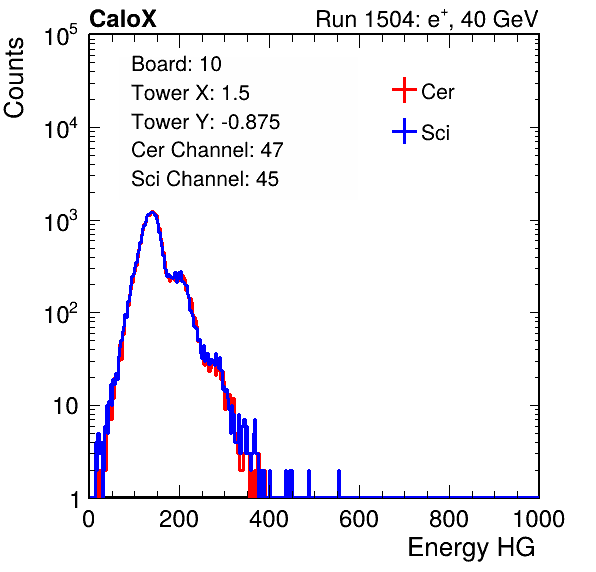 CaloX Run 1504: e⁺, 40 GeV
Counts
10⁵
10⁴
10³
10²
10
1
Board: 10
Tower X: 1.5
Tower Y: -0.875
Cer Channel: 47
Sci Channel: 45
Cer
Sci
0 200 400 600 800 1000
Energy HG